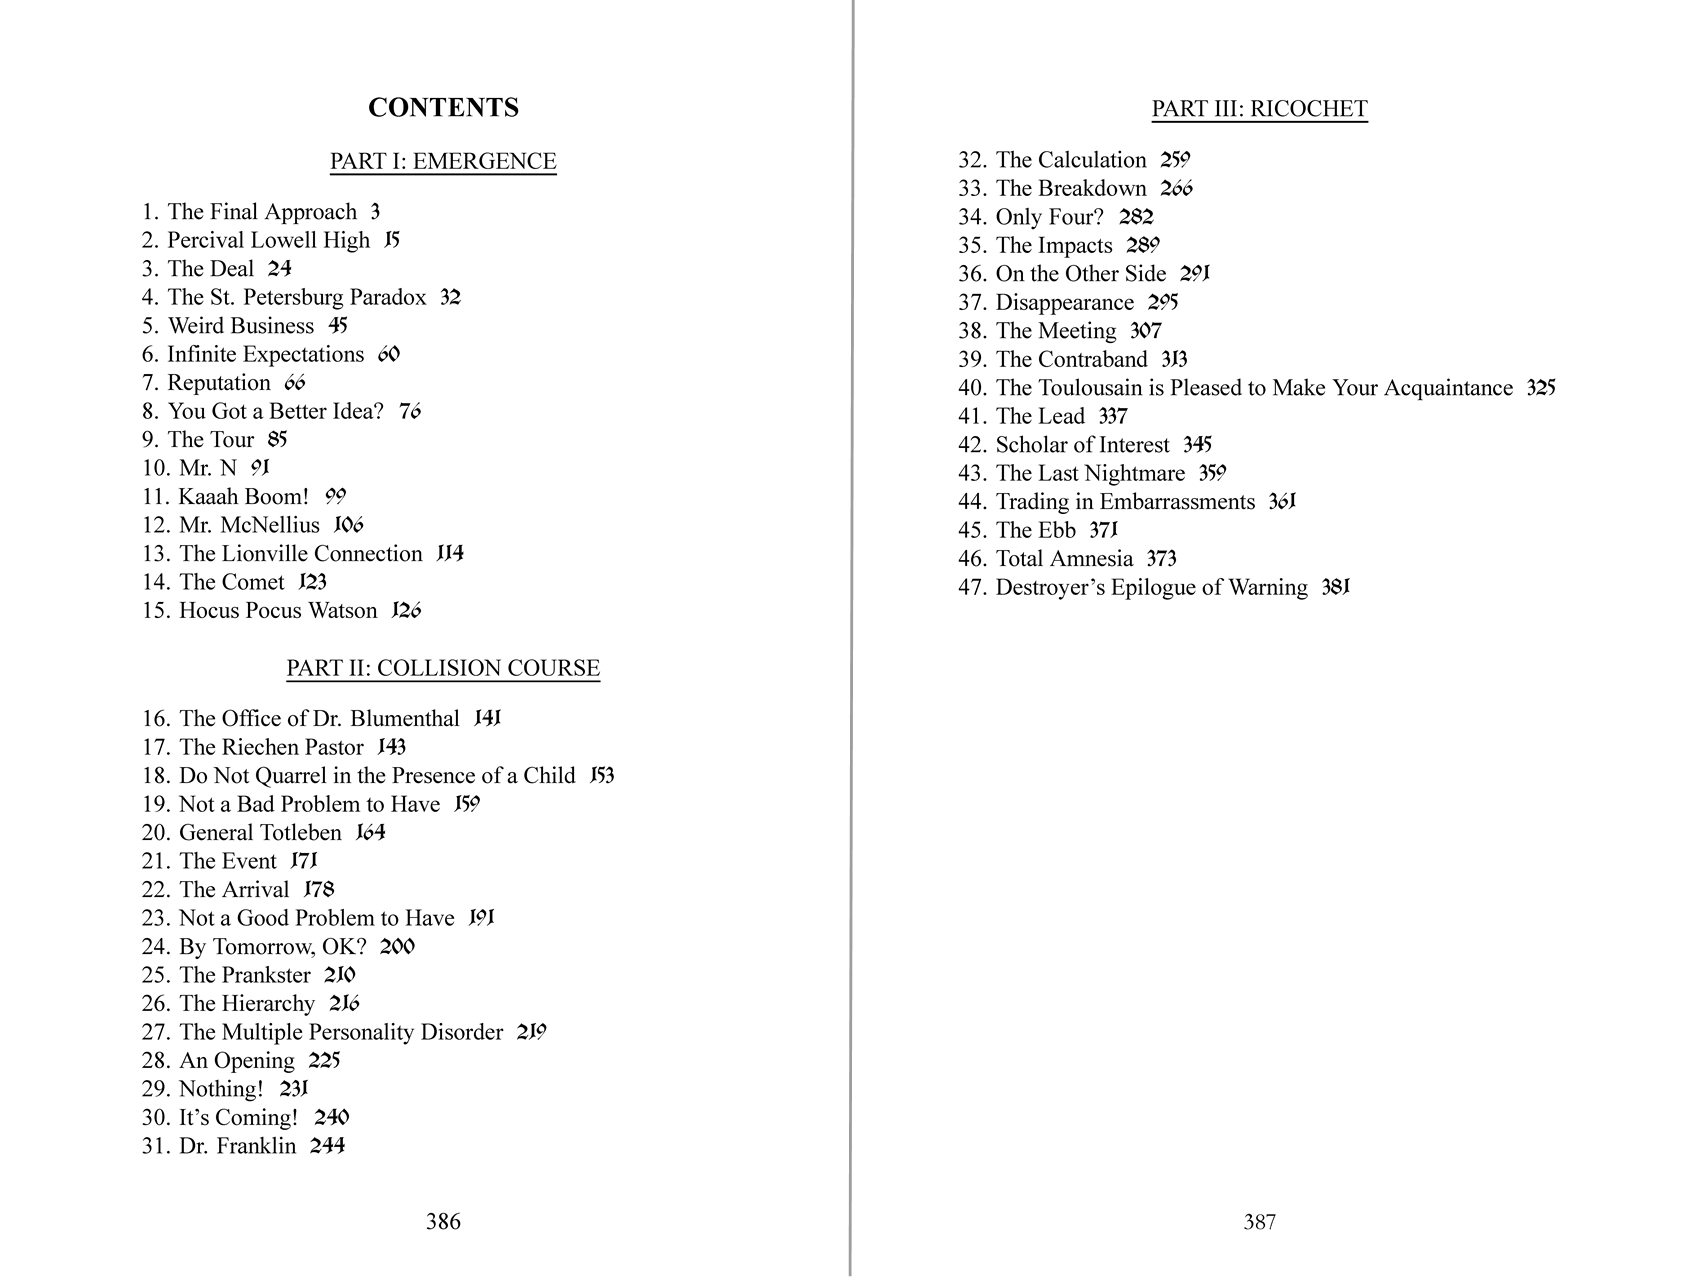 CONTENTS
PART I: EMERGENCE
1. The Final Approach 3
2. Percival Lowell High 15
3. The Deal 24
4. The St. Petersburg Paradox 32
5. Weird Business 45
6. Infinite Expectations 60
7. Reputation 66
8. You Got a Better Idea? 76
9. The Tour 85
10. Mr. N 91
11. Kaaah Boom! 99
12. Mr. McNellius 106
13. The Lionville Connection 114
14. The Comet 123
15. Hocus Pocus Watson 126
PART II: COLLISION COURSE
16. The Office of Dr. Blumenthal 141
17. The Riechen Pastor 143
18. Do Not Quarrel in the Presence of a Child 153
19. Not a Bad Problem to Have 159
20. General Totleben 164
21. The Event 171
22. The Arrival 178
23. Not a Good Problem to Have 191
24. By Tomorrow, OK? 200
25. The Prankster 210
26. The Hierarchy 216
27. The Multiple Personality Disorder 219
28. An Opening 225
29. Nothing! 231
30. It’s Coming! 240
31. Dr. Franklin 244
386
PART III: RICOCHET
32. The Calculation 259
33. The Breakdown 266
34. Only Four? 282
35. The Impacts 289
36. On the Other Side 291
37. Disappearance 295
38. The Meeting 307
39. The Contraband 313
40. The Toulousain is Pleased to Make Your Acquaintance 325
41. The Lead 337
42. Scholar of Interest 345
43. The Last Nightmare 359
44. Trading in Embarrassments 361
45. The Ebb 371
46. Total Amnesia 373
47. Destroyer’s Epilogue of Warning 381
387